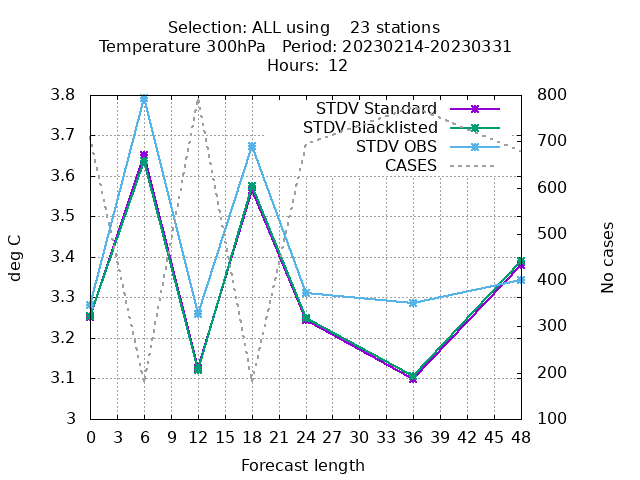 Selection: ALL using    23 stations
Temperature 300hPa   Period: 20230214-20230331
Hours: 12
3.8
3.7
3.6
3.5
3.4
3.3
3.2
3.1
3
deg C
STDV Standard
STDV Blacklisted
STDV OBS
CASES
800
700
600
500
400
300
200
100
No cases
0 3 6 9 12 15 18 21 24 27 30 33 36 39 42 45 48
Forecast length